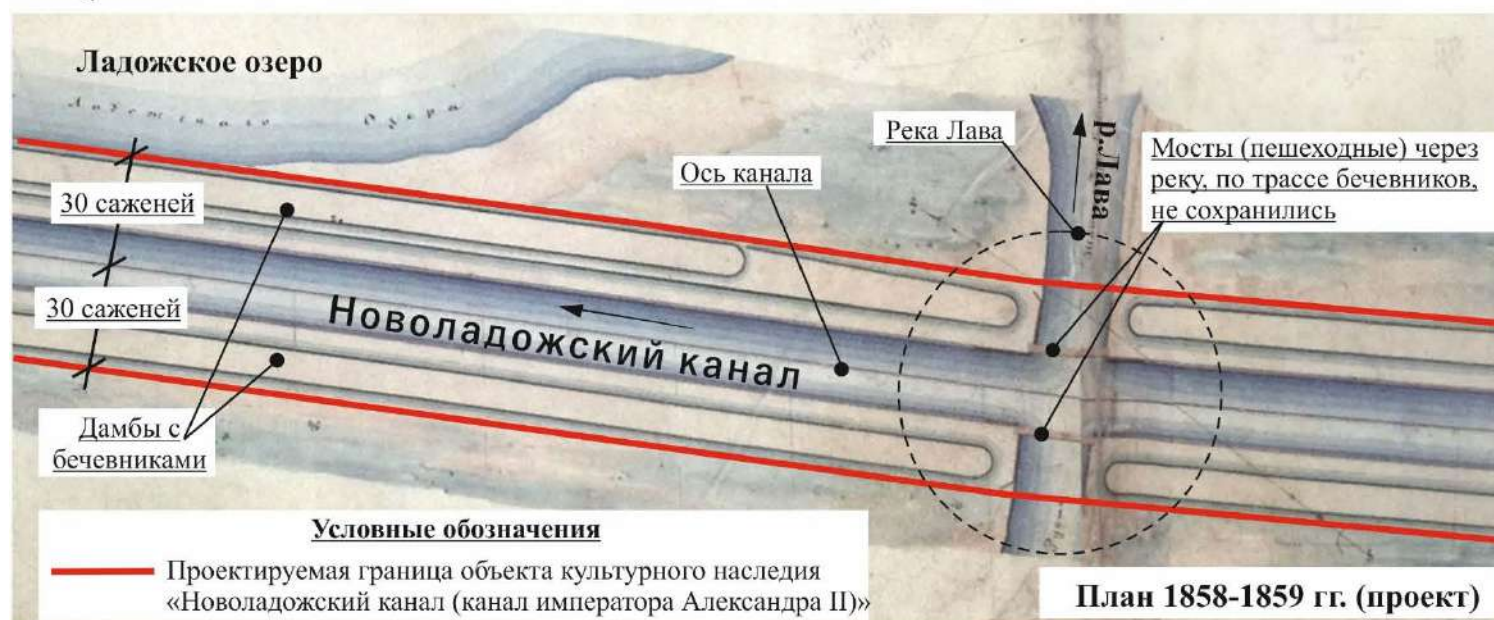 Ладожское озеро
Река Лава
р.Лава
Мосты (пешеходные) через
реку, по трассе бечевников,
не сохранились
Ось канала
30 саженей
30 саженей
Новоладожский канал
Дамбы с
бечевниками
Условные обозначения
Проектируемая граница объекта культурного наследия
«Новоладожский канал (канал императора Александра II)»
План 1858-1859 гг. (проект)